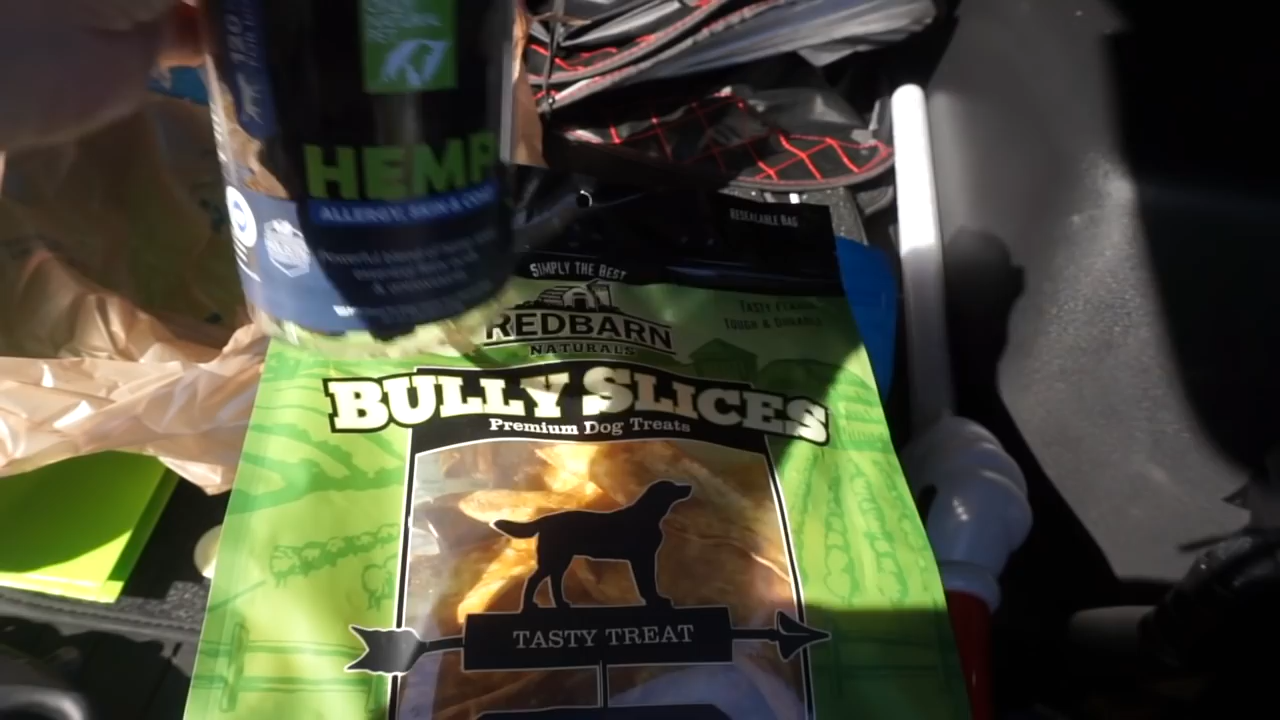 HEMP
ALLERGY, SKIN & COAT
RESEALABLE BAG
SIMPLY THE BEST
REDBARN
NATURALS
TASTY FLAVOR
TOUGH & DURABLE
BULLY SLICES
Premium Dog Treats
TASTY TREAT